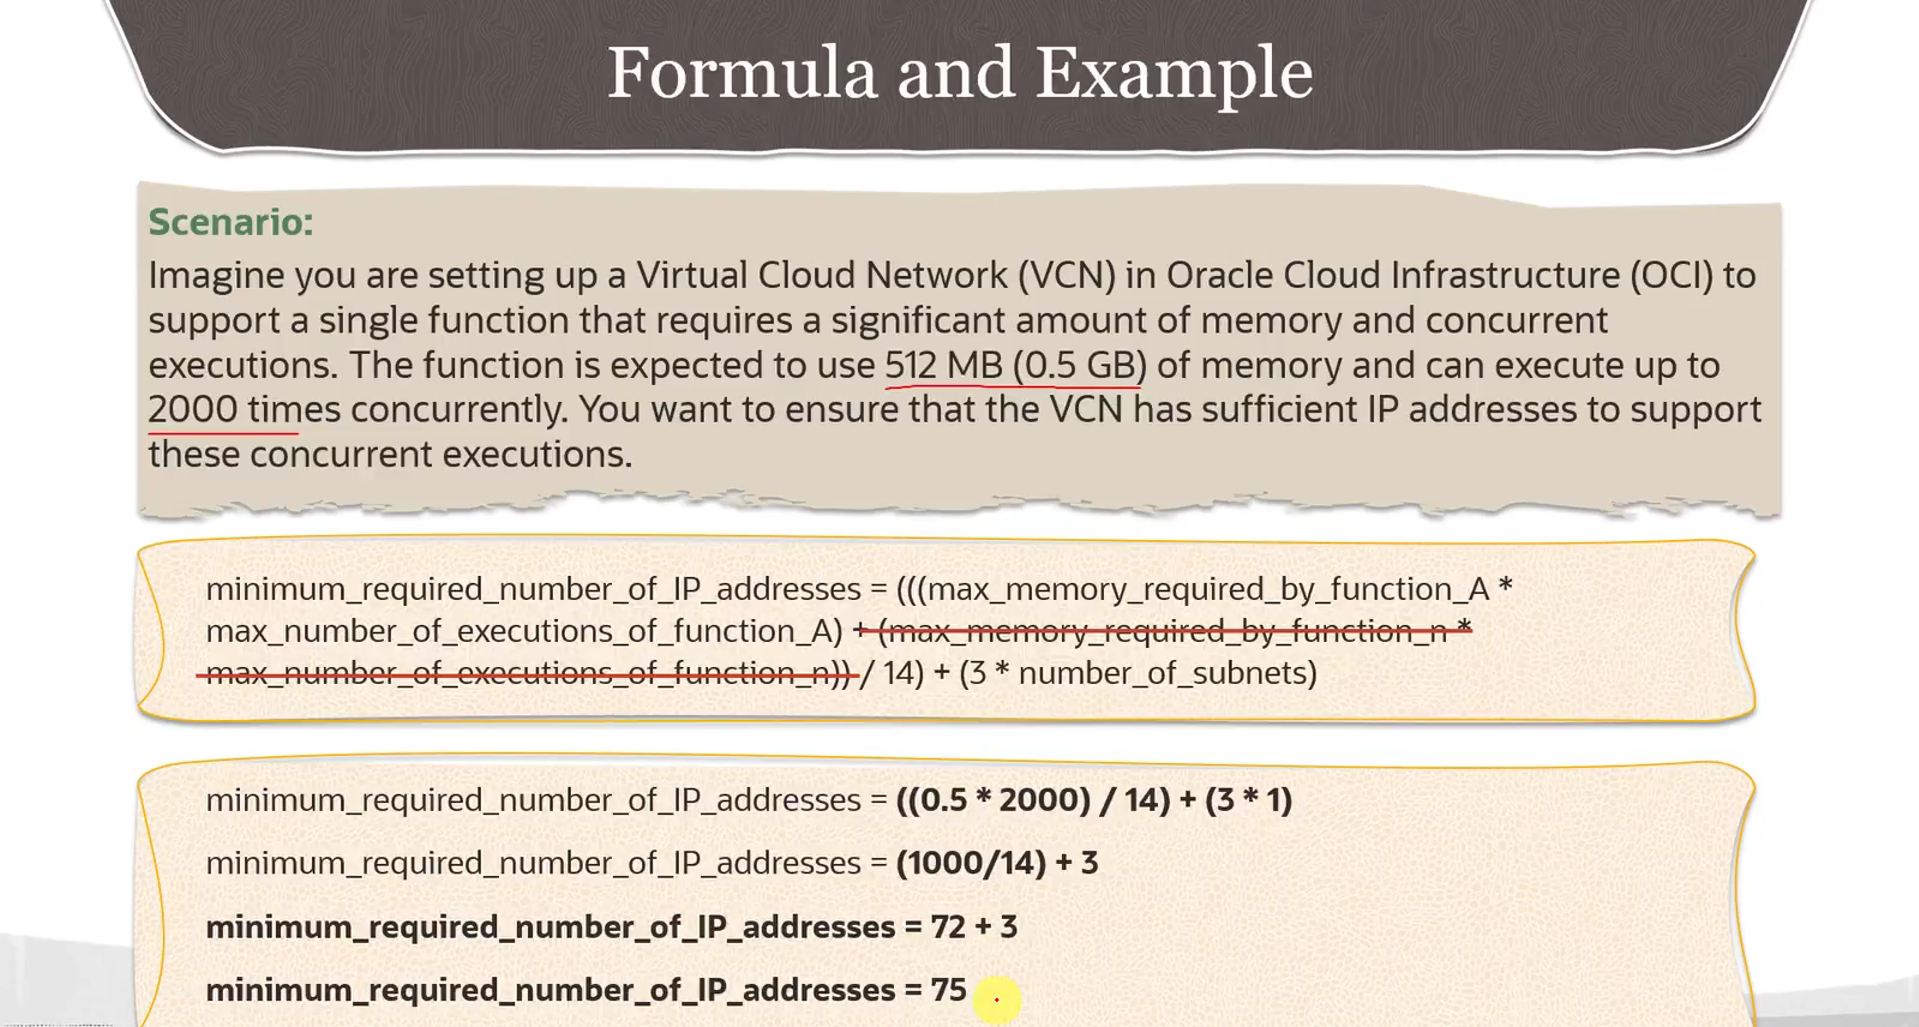 Formula and Example
Scenario:
Imagine you are setting up a Virtual Cloud Network (VCN) in Oracle Cloud Infrastructure (OCI) to
support a single function that requires a significant amount of memory and concurrent
executions. The function is expected to use 512 MB (0.5 GB) of memory and can execute up to
2000 times concurrently. You want to ensure that the VCN has sufficient IP addresses to support
these concurrent executions.
minimum_required_number_of_IP_addresses = (((max_memory_required_by_function_A *
max_number_of_executions_of_function_A) + (max_memory_required_by_function_n *
max_number_of_executions_of_function_n)) / 14) + (3 * number_of_subnets)
minimum_required_number_of_IP_addresses = ((0.5 * 2000) / 14) + (3 * 1)
minimum_required_number_of_IP_addresses = (1000/14) + 3
minimum_required_number_of_IP_addresses = 72 + 3
minimum_required_number_of_IP_addresses = 75